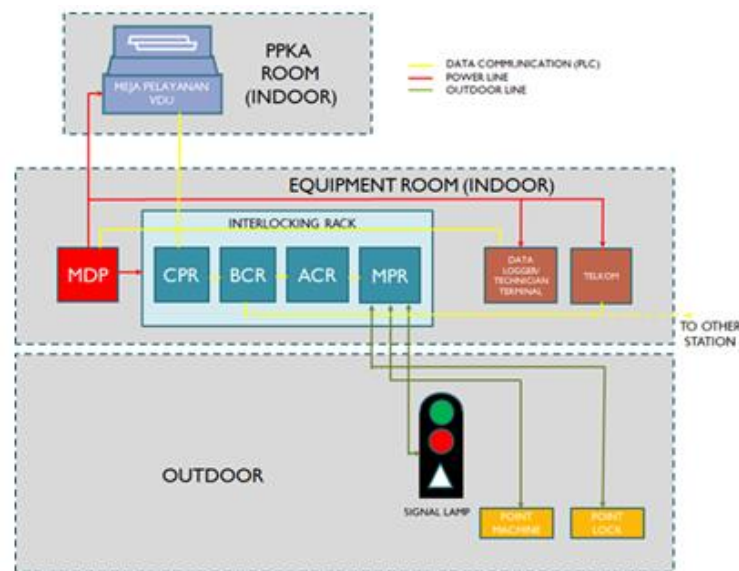 PPKA
ROOM
(INDOOR)
MEJA PELAYANAN
VDU
DATA COMMUNICATION (PLC)
POWER LINE
OUTDOOR LINE
EQUIPMENT ROOM (INDOOR)
INTERLOCKING RACK
MDP
CPR
BCR
ACR
MPR
DATA
LOGGER/
TECHNICIAN
TERMINAL
TELKOM
TO OTHER
STATION
OUTDOOR
SIGNAL LAMP
POINT
MACHINE
POINT
LOCK